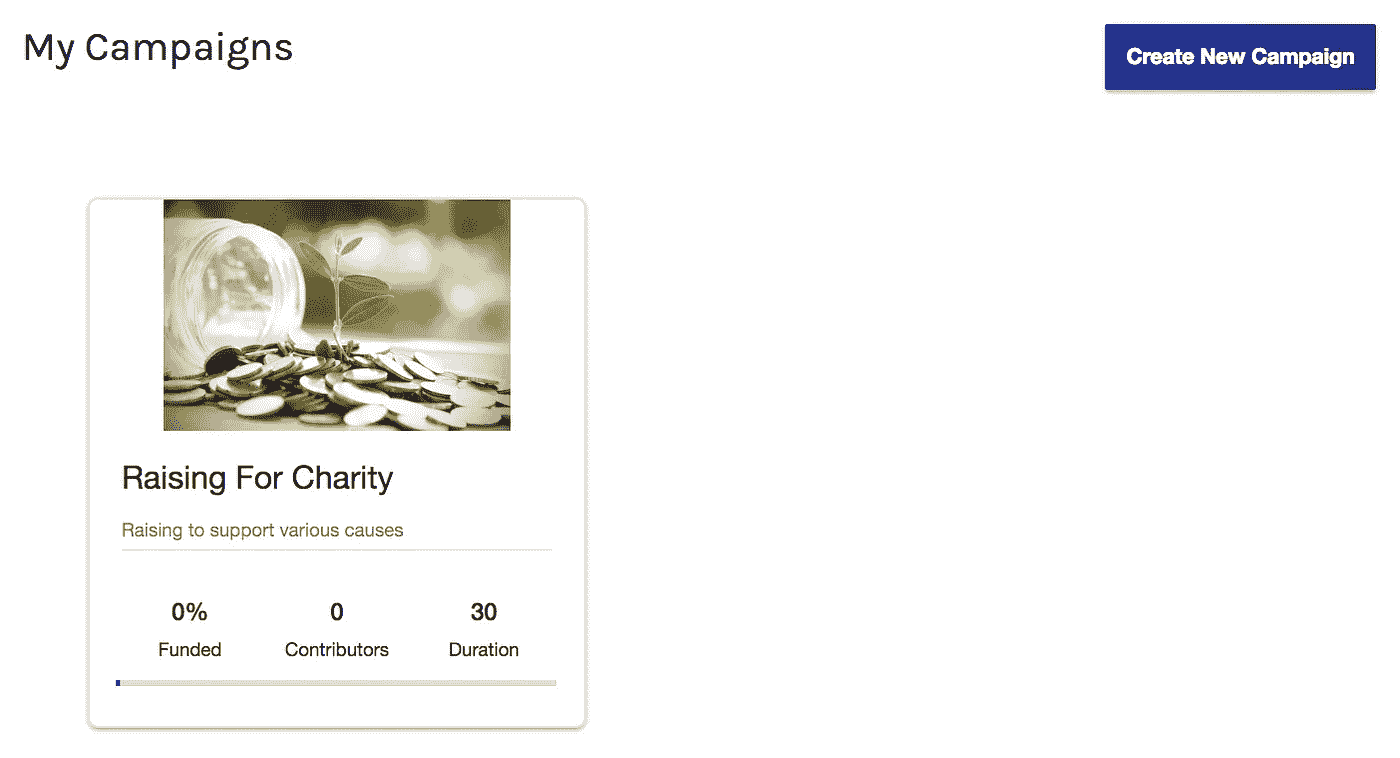 My Campaigns
Create New Campaign
Raising For Charity
Raising to support various causes
0% 0 30
Funded Contributors Duration